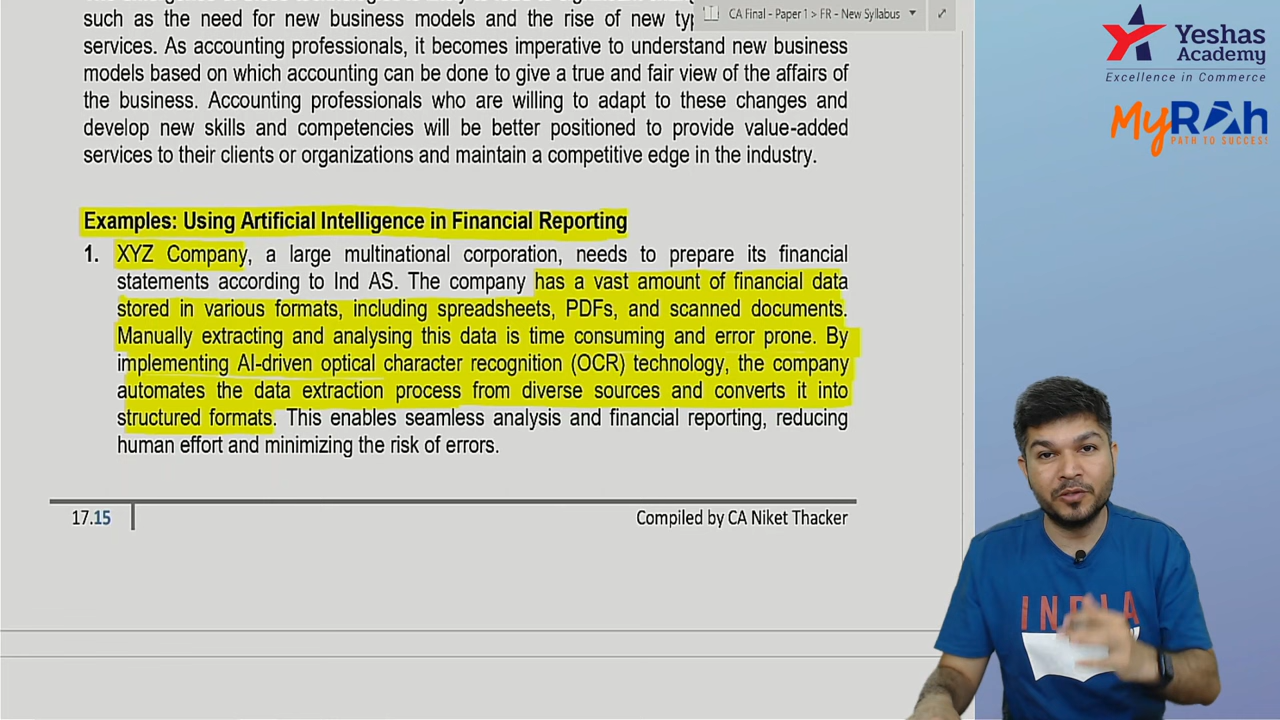 such as the need for new business models and the rise of new
services. As accounting professionals, it becomes imperative to understand new business
models based on which accounting can be done to give a true and fair view of the affairs of
the business. Accounting professionals who are willing to adapt to these changes and
develop new skills and competencies will be better positioned to provide value-added
services to their clients or organizations and maintain a competitive edge in the industry.
Examples: Using Artificial Intelligence in Financial Reporting
1. XYZ Company, a large multinational corporation, needs to prepare its financial
statements according to Ind AS. The company has a vast amount of financial data
stored in various formats, including spreadsheets, PDFs, and scanned documents.
Manually extracting and analysing this data is time consuming and error prone. By
implementing AI-driven optical character recognition (OCR) technology, the company
automates the data extraction process from diverse sources and converts it into
structured formats. This enables seamless analysis and financial reporting, reducing
human effort and minimizing the risk of errors.
17.15
Compiled by CA Niket Thacker
CA Final - Paper 1 > FR - New Syllabus
Yeshas
Academy
Excellence in Commerce
MyRAh
PATH TO SUCCESS!
INDIA